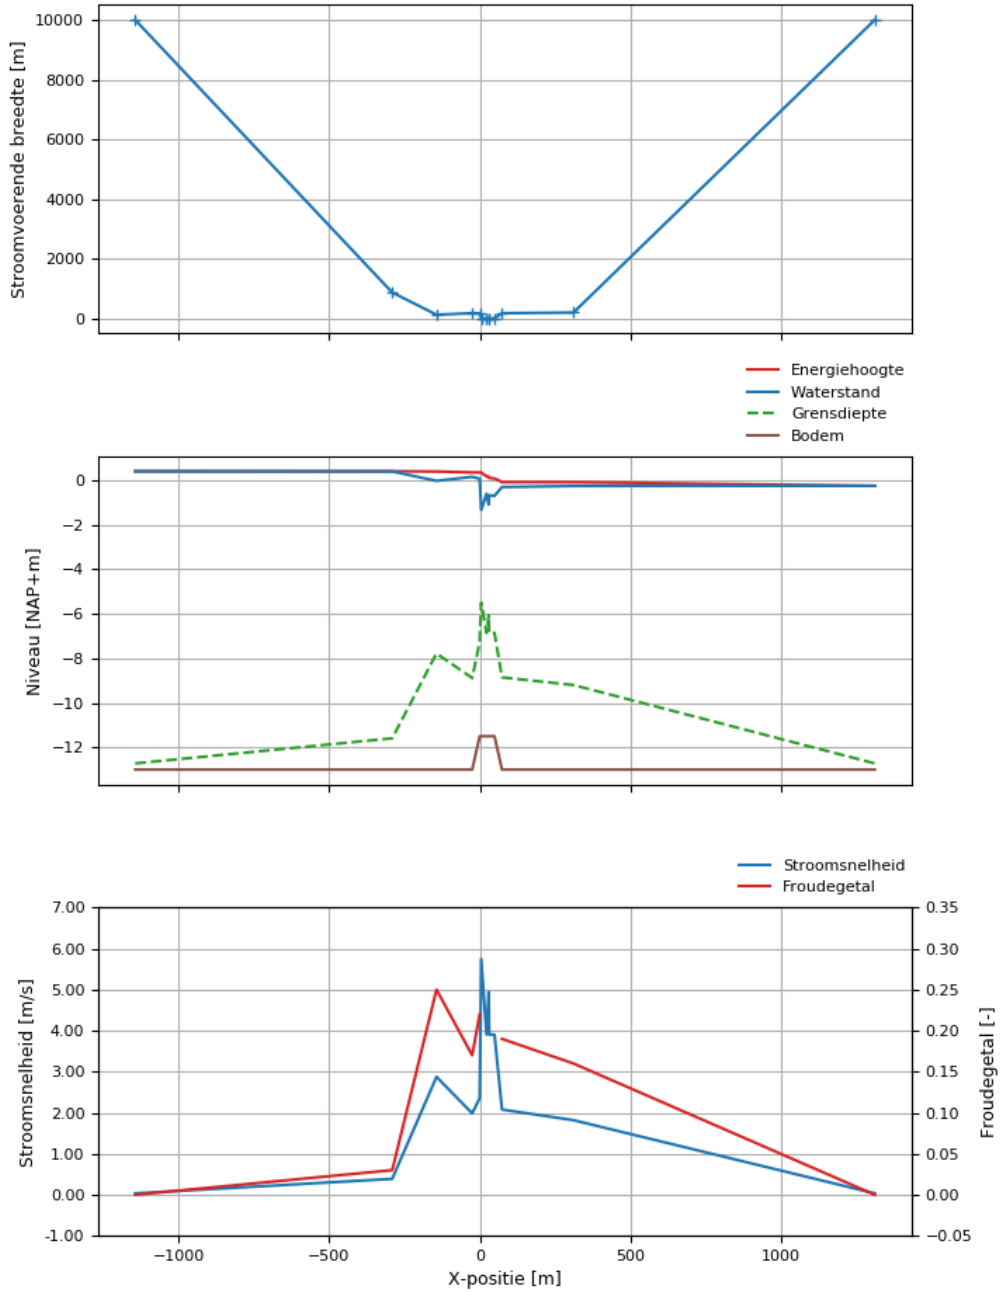 Stroomvoerende breedte [m]
10000
8000
6000
4000
2000
0
Energiehoogte
Waterstand
Grensdiepte
Bodem
Niveau [NAP+m]
0
−2
−4
−6
−8
−10
−12
Stroomsnelheid
Froudegetal
Stroomsnelheid [m/s]
7.00
6.00
5.00
4.00
3.00
2.00
1.00
0.00
-1.00
0.35
0.30
0.25
0.20
0.15
0.10
0.05
0.00
−0.05
Froudegetal [-]
−1000 −500 0 500 1000
X-positie [m]